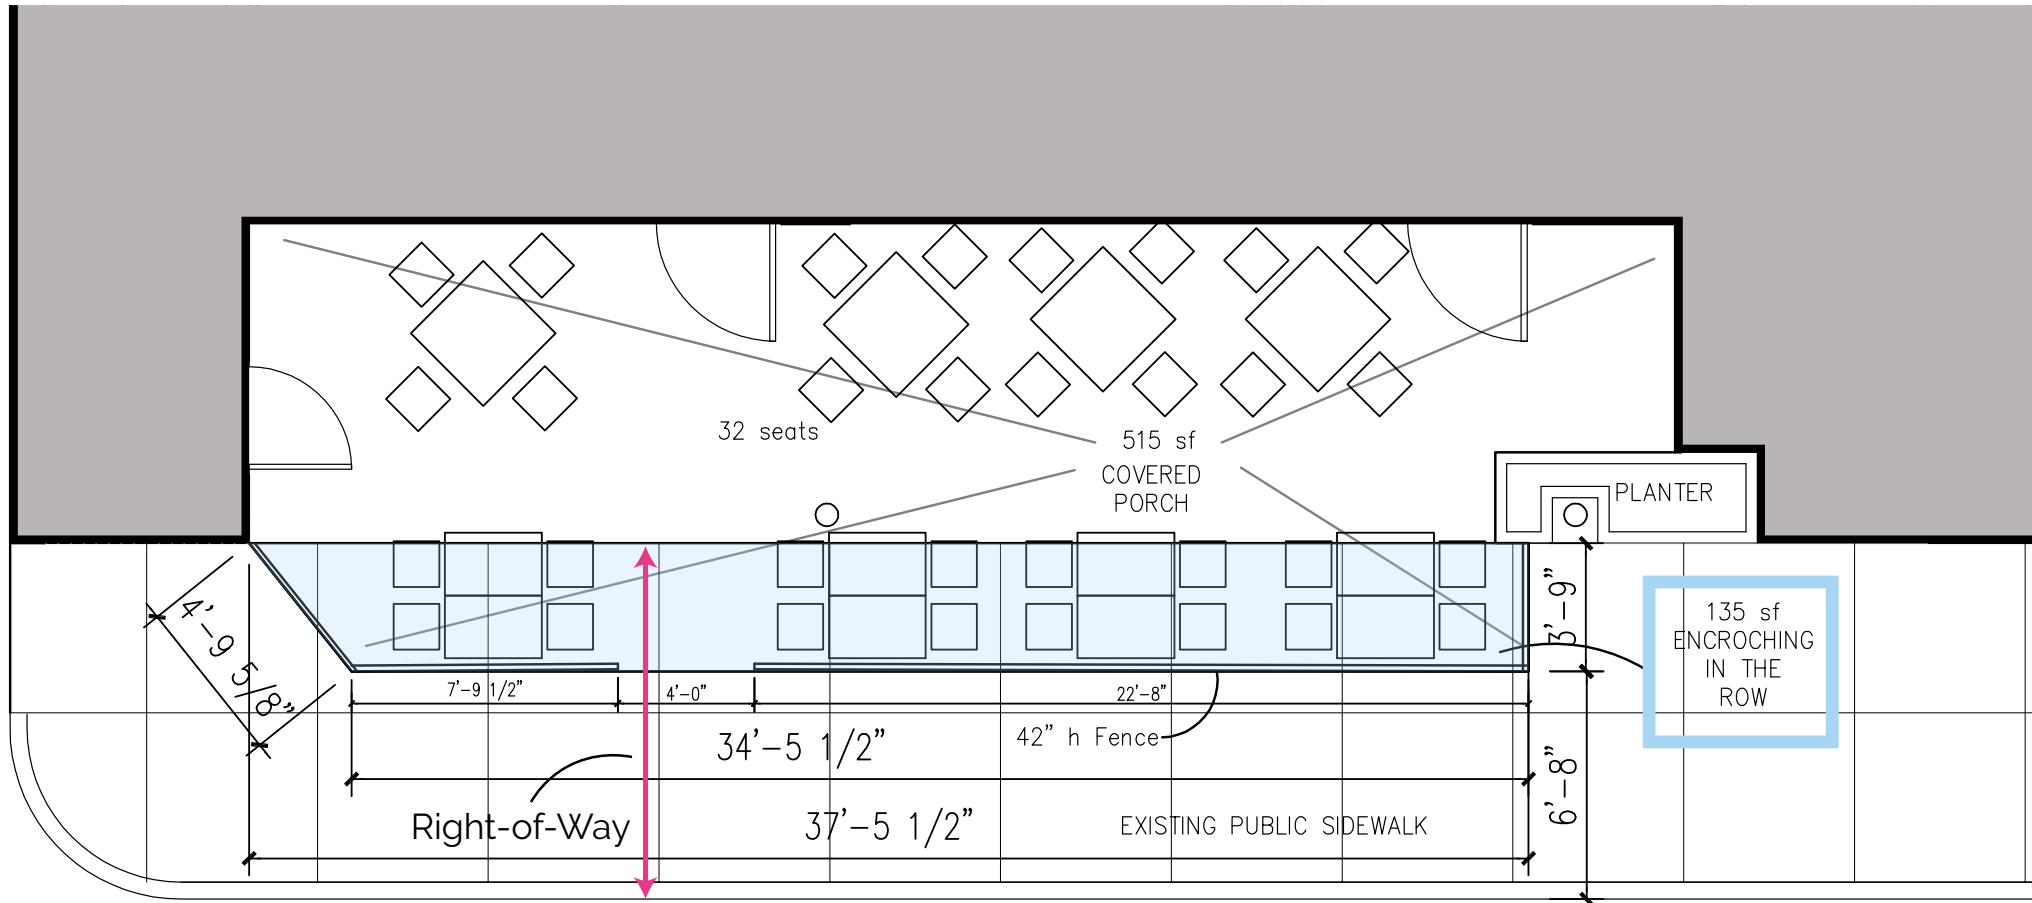 32 seats
515 sf
COVERED
PORCH
PLANTER
4’-9 5/8”
3’-9”
135 sf
ENCROCHING
IN THE
ROW
7’-9 1/2”
4’-0”
22’-8”
34’-5 1/2”
42” h Fence
6’-8”
Right-of-Way
37’-5 1/2”
EXISTING PUBLIC SIDEWALK